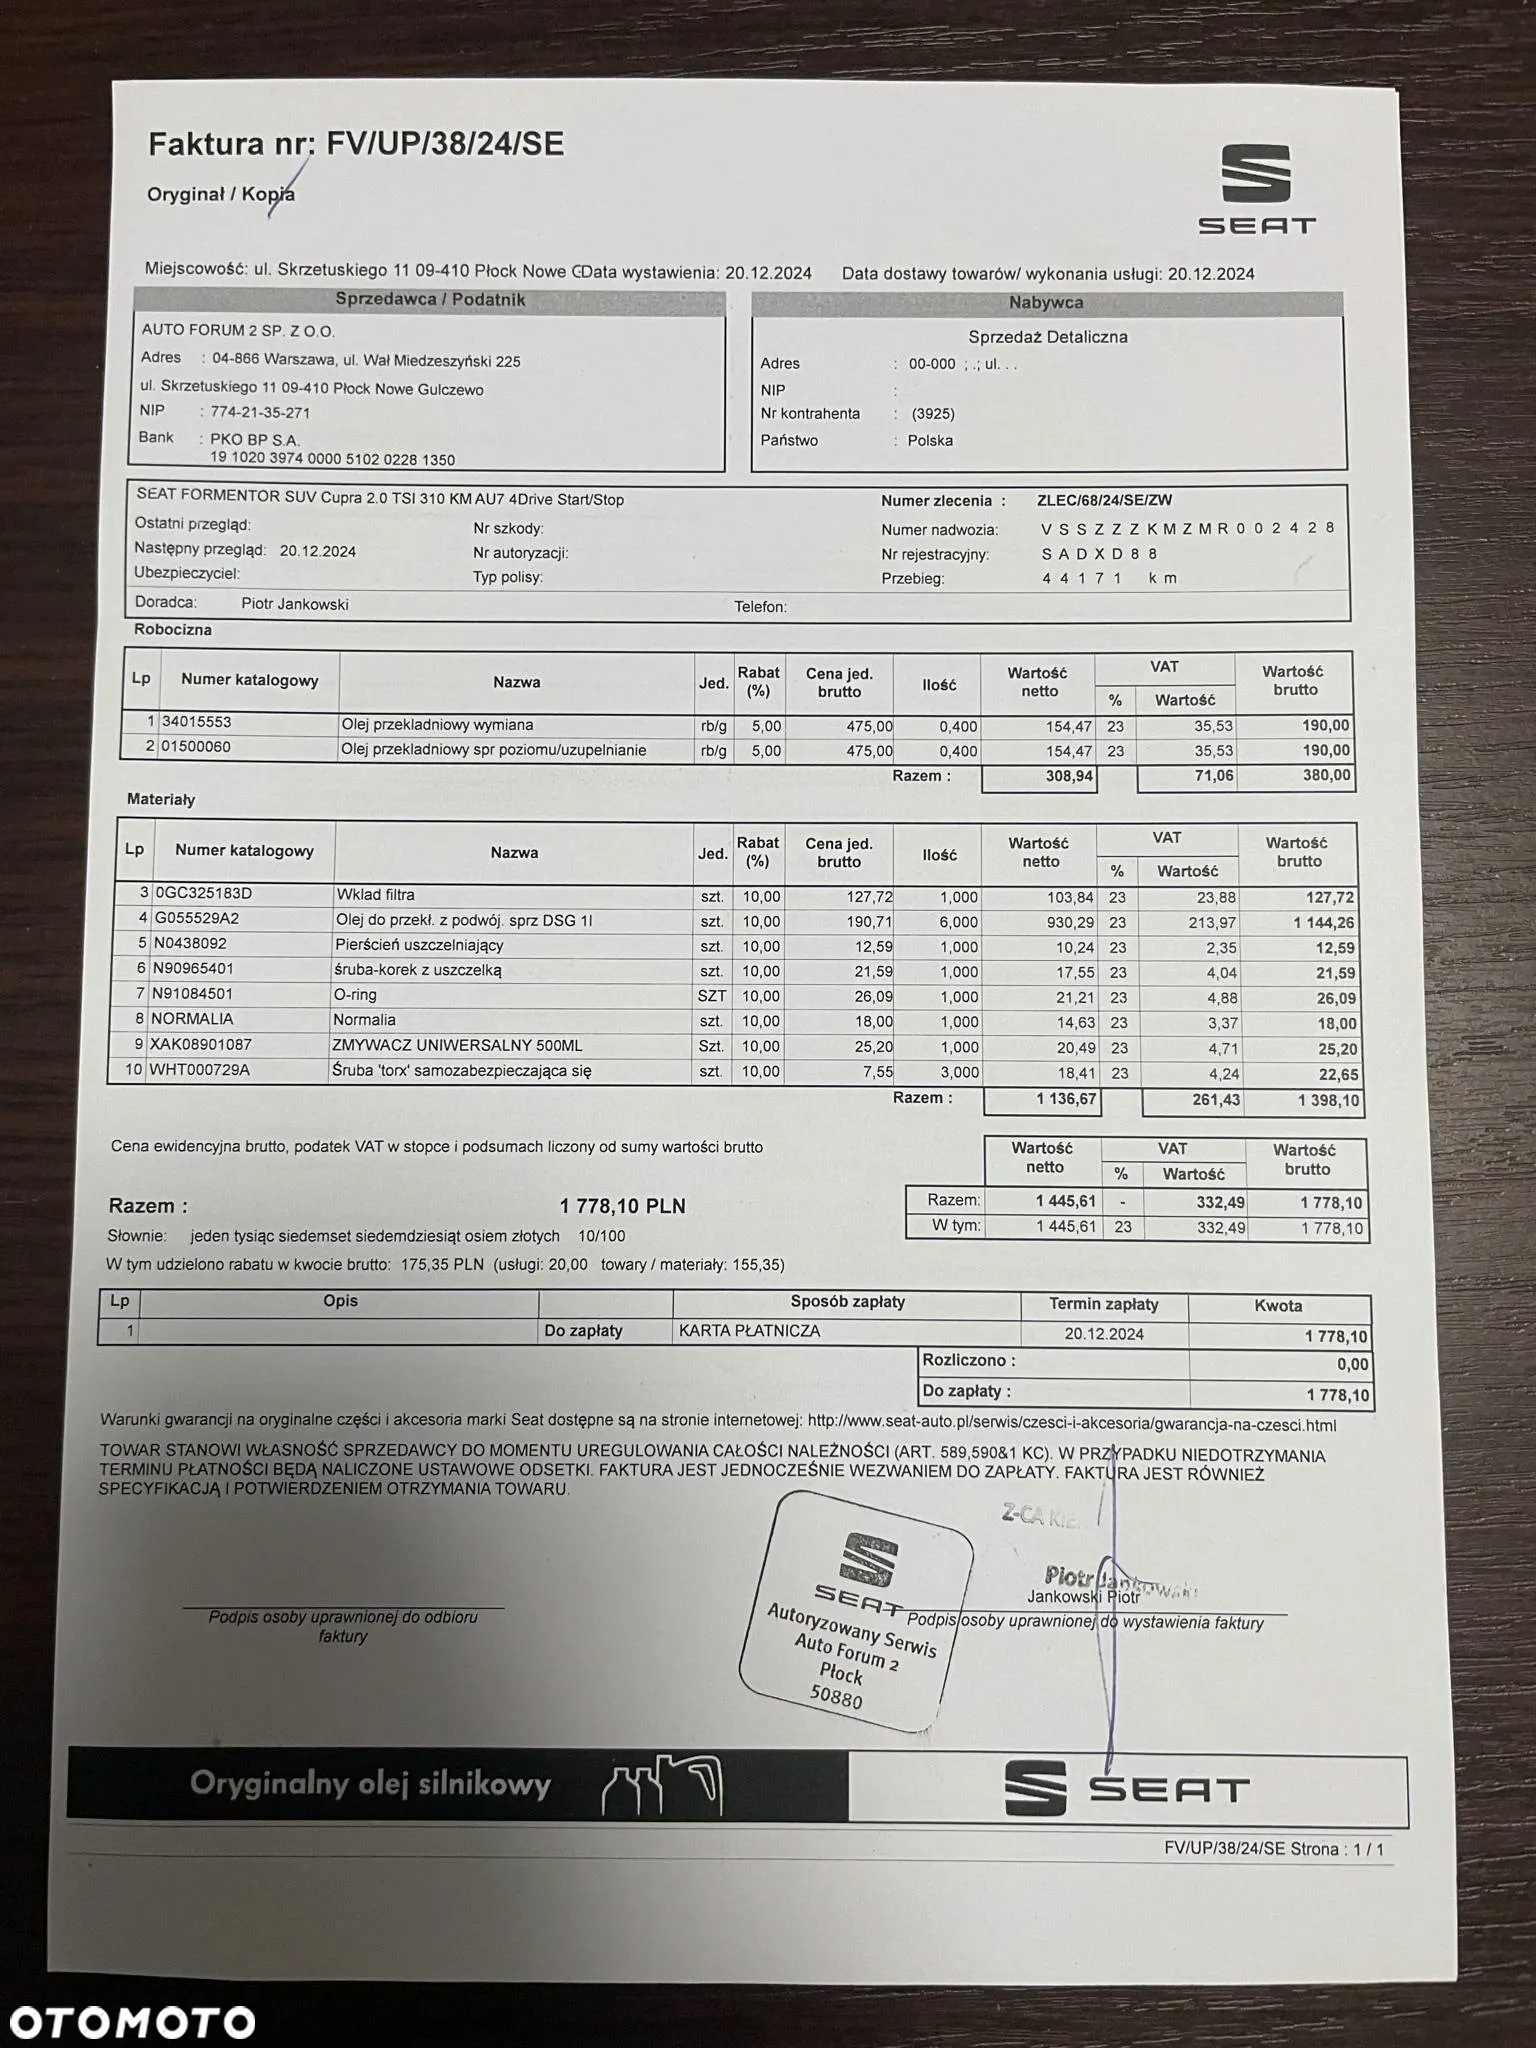 Faktura nr: FV/UP/38/24/SE
Oryginał / Kopia
SEAT
Miejscowość: ul. Skrzetuskiego 11 09-410 Płock Nowe GData wystawienia: 20.12.2024 Data dostawy towarów/ wykonania usługi: 20.12.2024
Sprzedawca / Podatnik
AUTO FORUM 2 SP. Z O.O.
Adres : 04-866 Warszawa, ul. Wał Miedzeszyński 225
ul. Skrzetuskiego 11 09-410 Płock Nowe Gulczewo
NIP : 774-21-35-271
Bank : PKO BP S.A.
19 1020 3974 0000 5102 0228 1350
Nabywca
Sprzedaż Detaliczna
Adres : 00-000 ; .; ul. . .
NIP :
Nr kontrahenta : (3925)
Państwo : Polska
SEAT FORMENTOR SUV Cupra 2.0 TSI 310 KM AU7 4Drive Start/Stop Numer zlecenia : ZLEC/68/24/SE/ZW
Ostatni przegląd: Nr szkody: Numer nadwozia: VSSZZZKMZMR002428
Następny przegląd: 20.12.2024 Nr autoryzacji: Nr rejestracyjny: SADXD88
Ubezpieczyciel: Typ polisy: Przebieg: 44171 km
Doradca: Piotr Jankowski Telefon:
Robocizna
Lp Numer katalogowy Nazwa Jed. Rabat (%) Cena jed. brutto Ilość Wartość netto VAT % Wartość Wartość brutto
1 34015553 Olej przekladniowy wymiana rb/g 5,00 475,00 0,400 154,47 23 35,53 190,00
2 01500060 Olej przekladniowy spr poziomu/uzupelnianie rb/g 5,00 475,00 0,400 154,47 23 35,53 190,00
Razem : 308,94 71,06 380,00
Materiały
Lp Numer katalogowy Nazwa Jed. Rabat (%) Cena jed. brutto Ilość Wartość netto VAT % Wartość Wartość brutto
3 0GC325183D Wklad filtra szt. 10,00 127,72 1,000 103,84 23 23,88 127,72
4 G055529A2 Olej do przekł. z podwój. sprz DSG 1l szt. 10,00 190,71 6,000 930,29 23 213,97 1 144,26
5 N0438092 Pierścień uszczelniający szt. 10,00 12,59 1,000 10,24 23 2,35 12,59
6 N90965401 śruba-korek z uszczelką szt. 10,00 21,59 1,000 17,55 23 4,04 21,59
7 N91084501 O-ring SZT 10,00 26,09 1,000 21,21 23 4,88 26,09
8 NORMALIA Normalia szt. 10,00 18,00 1,000 14,63 23 3,37 18,00
9 XAK08901087 ZMYWACZ UNIWERSALNY 500ML Szt. 10,00 25,20 1,000 20,49 23 4,71 25,20
10 WHT000729A Śruba 'torx' samozabezpieczająca się szt. 10,00 7,55 3,000 18,41 23 4,24 22,65
Razem : 1 136,67 261,43 1 398,10
Cena ewidencyjna brutto, podatek VAT w stopce i podsumach liczony od sumy wartości brutto
Wartość netto VAT % Wartość Wartość brutto
Razem: 1 445,61 - 332,49 1 778,10
W tym: 1 445,61 23 332,49 1 778,10
Razem : 1 778,10 PLN
Słownie: jeden tysiąc siedemset siedemdziesiąt osiem złotych 10/100
W tym udzielono rabatu w kwocie brutto: 175,35 PLN (usługi: 20,00 towary / materiały: 155,35)
Lp Opis Sposób zapłaty Termin zapłaty Kwota
1 Do zapłaty KARTA PŁATNICZA 20.12.2024 1 778,10
Rozliczono : 0,00
Do zapłaty : 1 778,10
Warunki gwarancji na oryginalne części i akcesoria marki Seat dostępne są na stronie internetowej: http://www.seat-auto.pl/serwis/czesci-i-akcesoria/gwarancja-na-czesci.html
TOWAR STANOWI WŁASNOŚĆ SPRZEDAWCY DO MOMENTU UREGULOWANIA CAŁOŚCI NALEŻNOŚCI (ART. 589,590&1 KC). W PRZYPADKU NIEDOTRZYMANIA
TERMINU PŁATNOŚCI BĘDĄ NALICZONE USTAWOWE ODSETKI. FAKTURA JEST JEDNOCZEŚNIE WEZWANIEM DO ZAPŁATY. FAKTURA JEST RÓWNIEŻ
SPECYFIKACJĄ I POTWIERDZENIEM OTRZYMANIA TOWARU.
Z-CA
Piotr Jankowski
Jankowski Piotr
Podpis osoby uprawnionej do wystawienia faktury
Podpis osoby uprawnionej do odbioru
faktury
SEAT
Autoryzowany Serwis
Auto Forum 2
Płock
50880
Oryginalny olej silnikowy
SEAT
FV/UP/38/24/SE Strona : 1 / 1
OTOMOTO